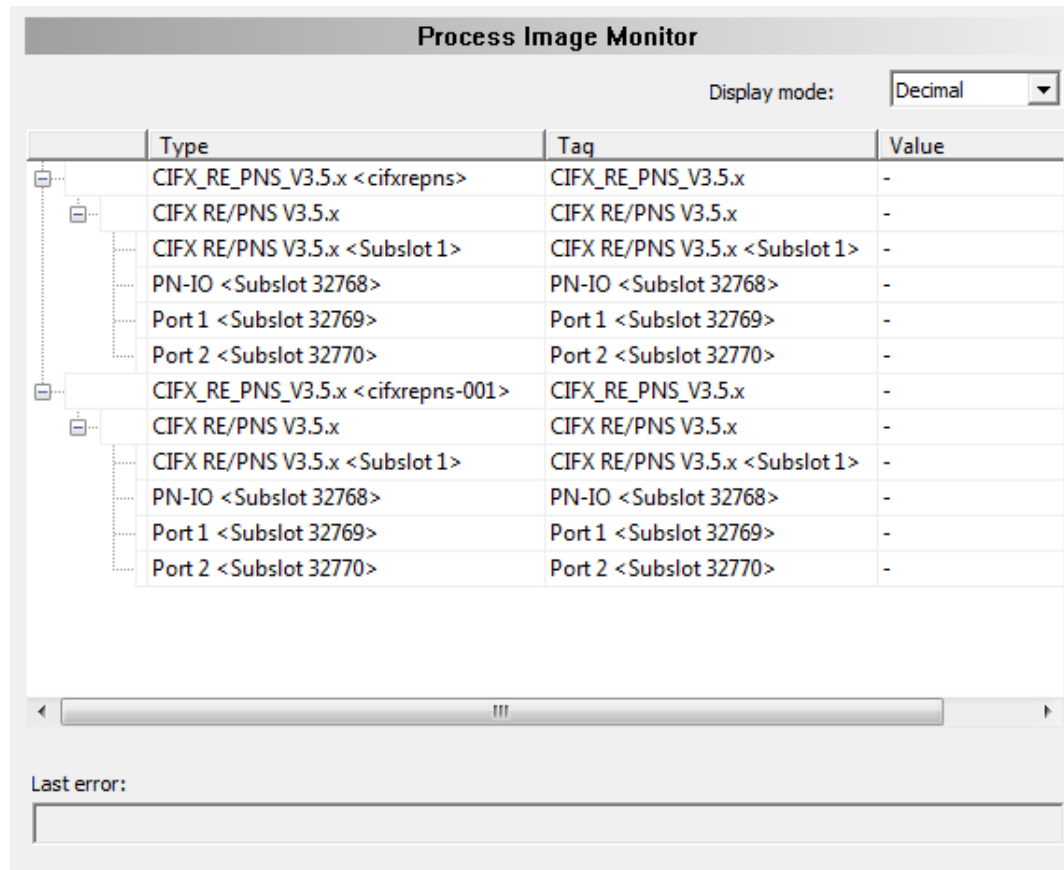 Process Image Monitor
Display mode: Decimal
Type Tag Value
CIFX_RE_PNS_V3.5.x <cifxrepns> CIFX_RE_PNS_V3.5.x -
CIFX RE/PNS V3.5.x CIFX RE/PNS V3.5.x -
CIFX RE/PNS V3.5.x <Subslot 1> CIFX RE/PNS V3.5.x <Subslot 1> -
PN-IO <Subslot 32768> PN-IO <Subslot 32768> -
Port 1 <Subslot 32769> Port 1 <Subslot 32769> -
Port 2 <Subslot 32770> Port 2 <Subslot 32770> -
CIFX_RE_PNS_V3.5.x <cifxrepns-001> CIFX_RE_PNS_V3.5.x -
CIFX RE/PNS V3.5.x CIFX RE/PNS V3.5.x -
CIFX RE/PNS V3.5.x <Subslot 1> CIFX RE/PNS V3.5.x <Subslot 1> -
PN-IO <Subslot 32768> PN-IO <Subslot 32768> -
Port 1 <Subslot 32769> Port 1 <Subslot 32769> -
Port 2 <Subslot 32770> Port 2 <Subslot 32770> -
Last error: